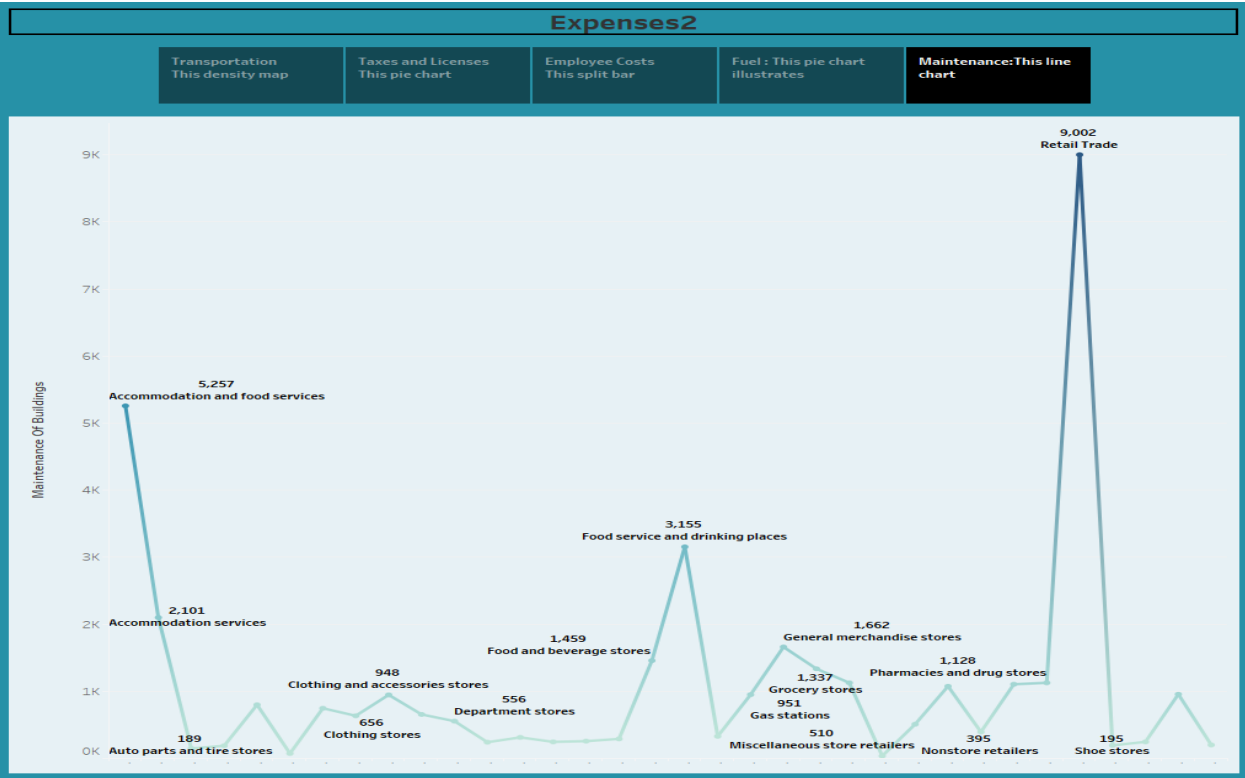 Expenses2
Transportation
This density map
Taxes and Licenses
This pie chart
Employee Costs
This split bar
Fuel : This pie chart
illustrates
Maintenance:This line
chart
Maintenance Of Buildings
9K
8K
7K
6K
5K
4K
3K
2K
1K
0K
5,257
Accommodation and food services
2,101
Accommodation services
189
Auto parts and tire stores
948
Clothing and accessories stores
656
Clothing stores
556
Department stores
1,459
Food and beverage stores
3,155
Food service and drinking places
951
Gas stations
1,662
General merchandise stores
1,337
Grocery stores
510
Miscellaneous store retailers
1,128
Pharmacies and drug stores
395
Nonstore retailers
9,002
Retail Trade
195
Shoe stores